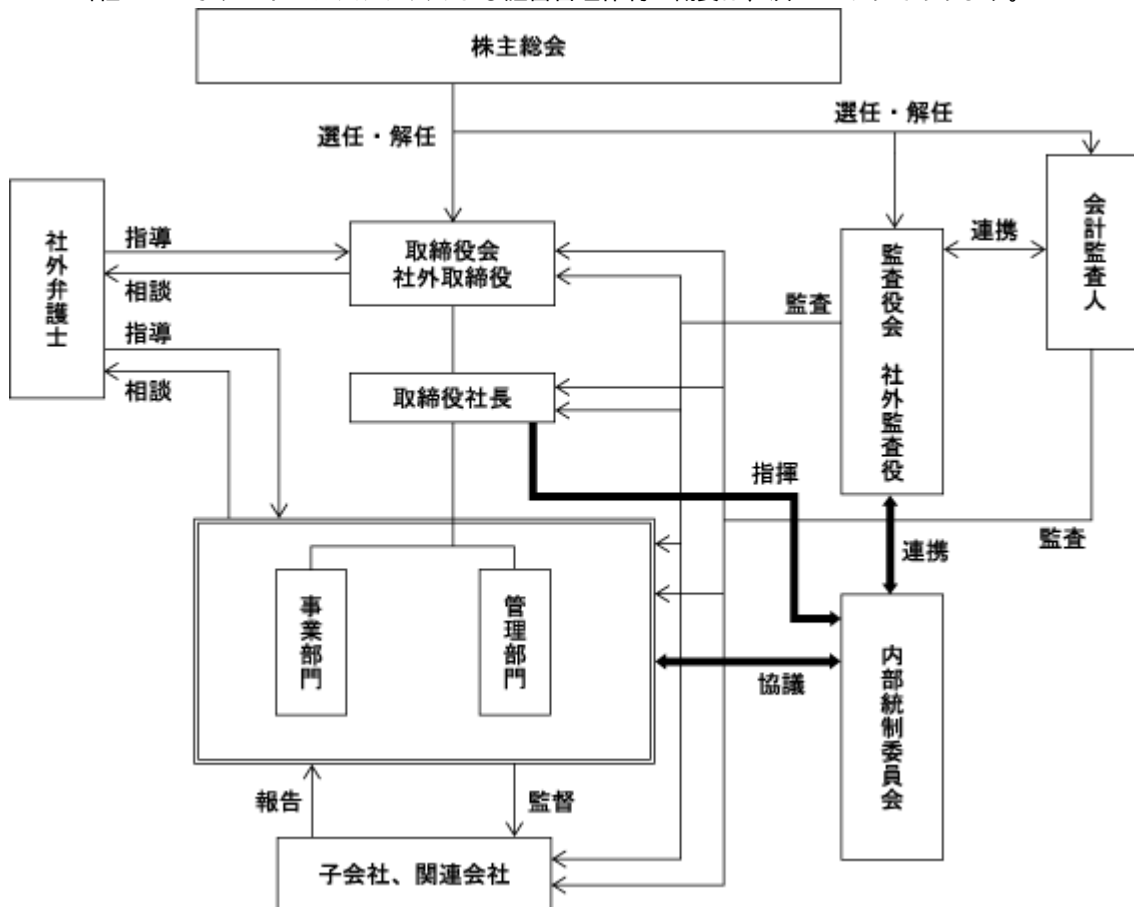 株主総会
選任・解任
選任・解任
社外弁護士
指導
相談
指導
相談
取締役会
社外取締役
取締役社長
監査
監査役会 社外監査役
連携
会計監査人
指揮
連携
監査
事業部門
管理部門
協議
内部統制委員会
報告
監督
子会社、関連会社